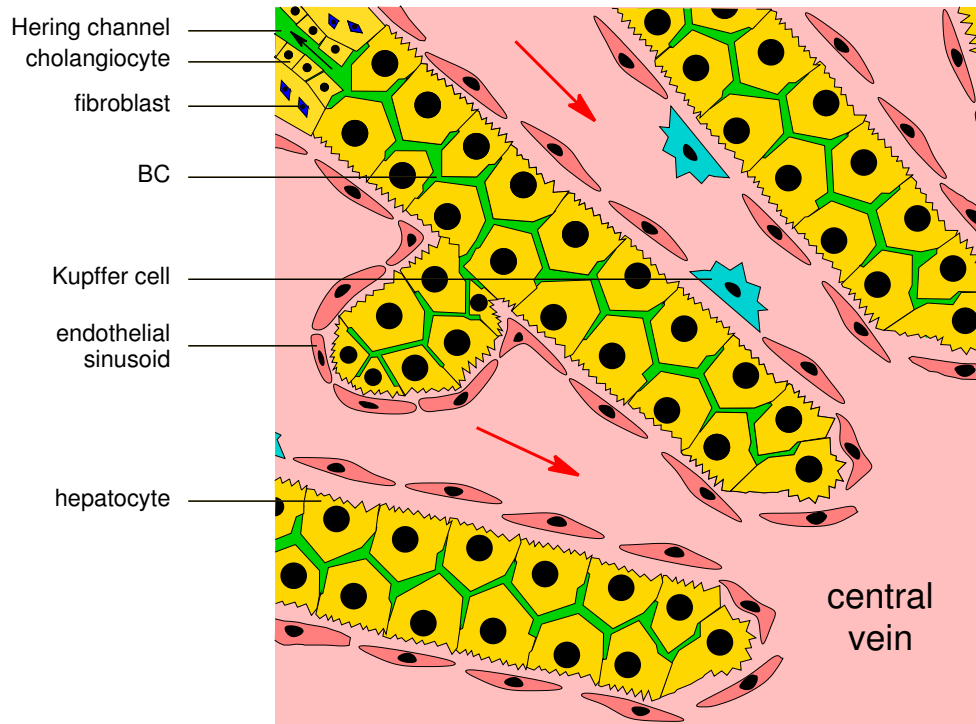 Hering channel
cholangiocyte
fibroblast
BC
Kupffer cell
endothelial
sinusoid
hepatocyte
central
vein